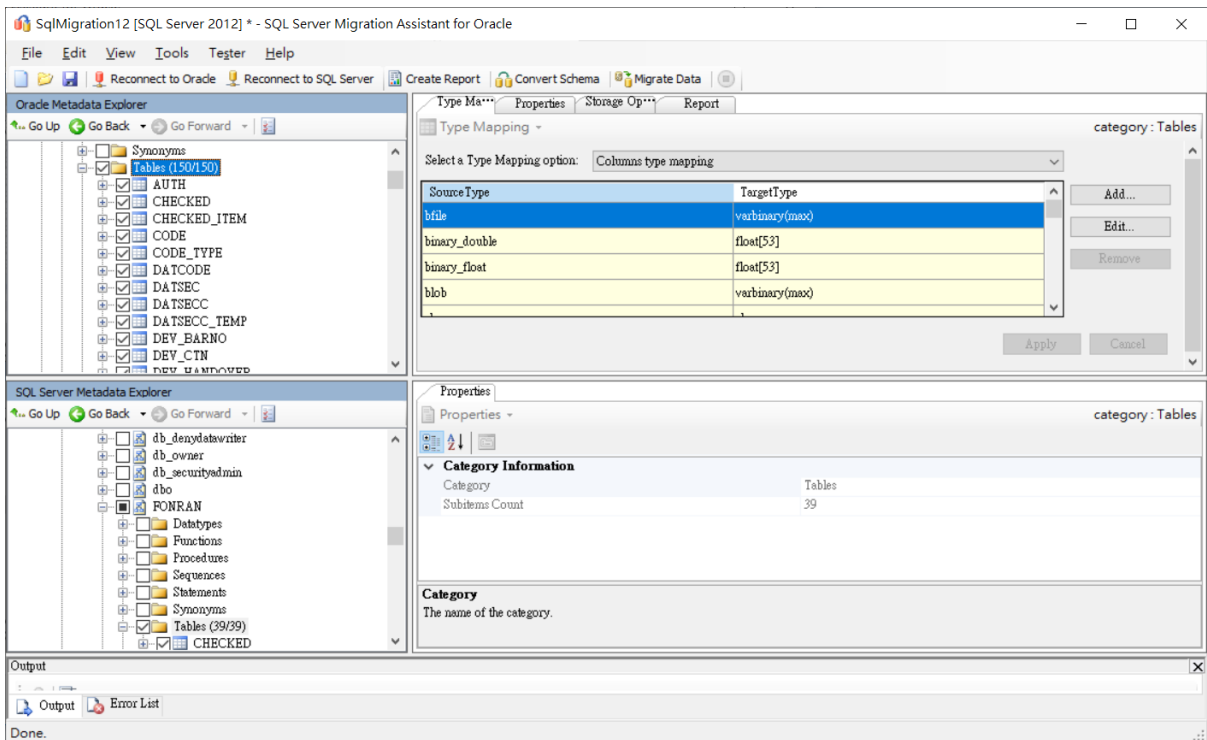 SqlMigration12 [SQL Server 2012] * - SQL Server Migration Assistant for Oracle
File Edit View Tools Tester Help
Reconnect to Oracle Reconnect to SQL Server Create Report Convert Schema Migrate Data
Oracle Metadata Explorer
Go Up Go Back Go Forward
Synonyms
Tables (150/150)
AUTH
CHECKED
CHECKED_ITEM
CODE
CODE_TYPE
DATCODE
DATSEC
DATSECC
DATSECC_TEMP
DEV_BARNO
DEV_CTN
DEV_HANDOVER
Type Ma... Properties Storage Op... Report
Type Mapping category : Tables
Select a Type Mapping option: Columns type mapping
SourceType TargetType
bfile varbinary(max)
binary_double float[53]
binary_float float[53]
blob varbinary(max)
Add...
Edit...
Remove
Apply Cancel
SQL Server Metadata Explorer
Go Up Go Back Go Forward
db_denydatawriter
db_owner
db_securityadmin
dbo
FONRAN
Datatypes
Functions
Procedures
Sequences
Statements
Synonyms
Tables (39/39)
CHECKED
Properties
Properties category : Tables
Category Information
Category Tables
Subitems Count 39
Category
The name of the category.
Output
Output Error List
Done.